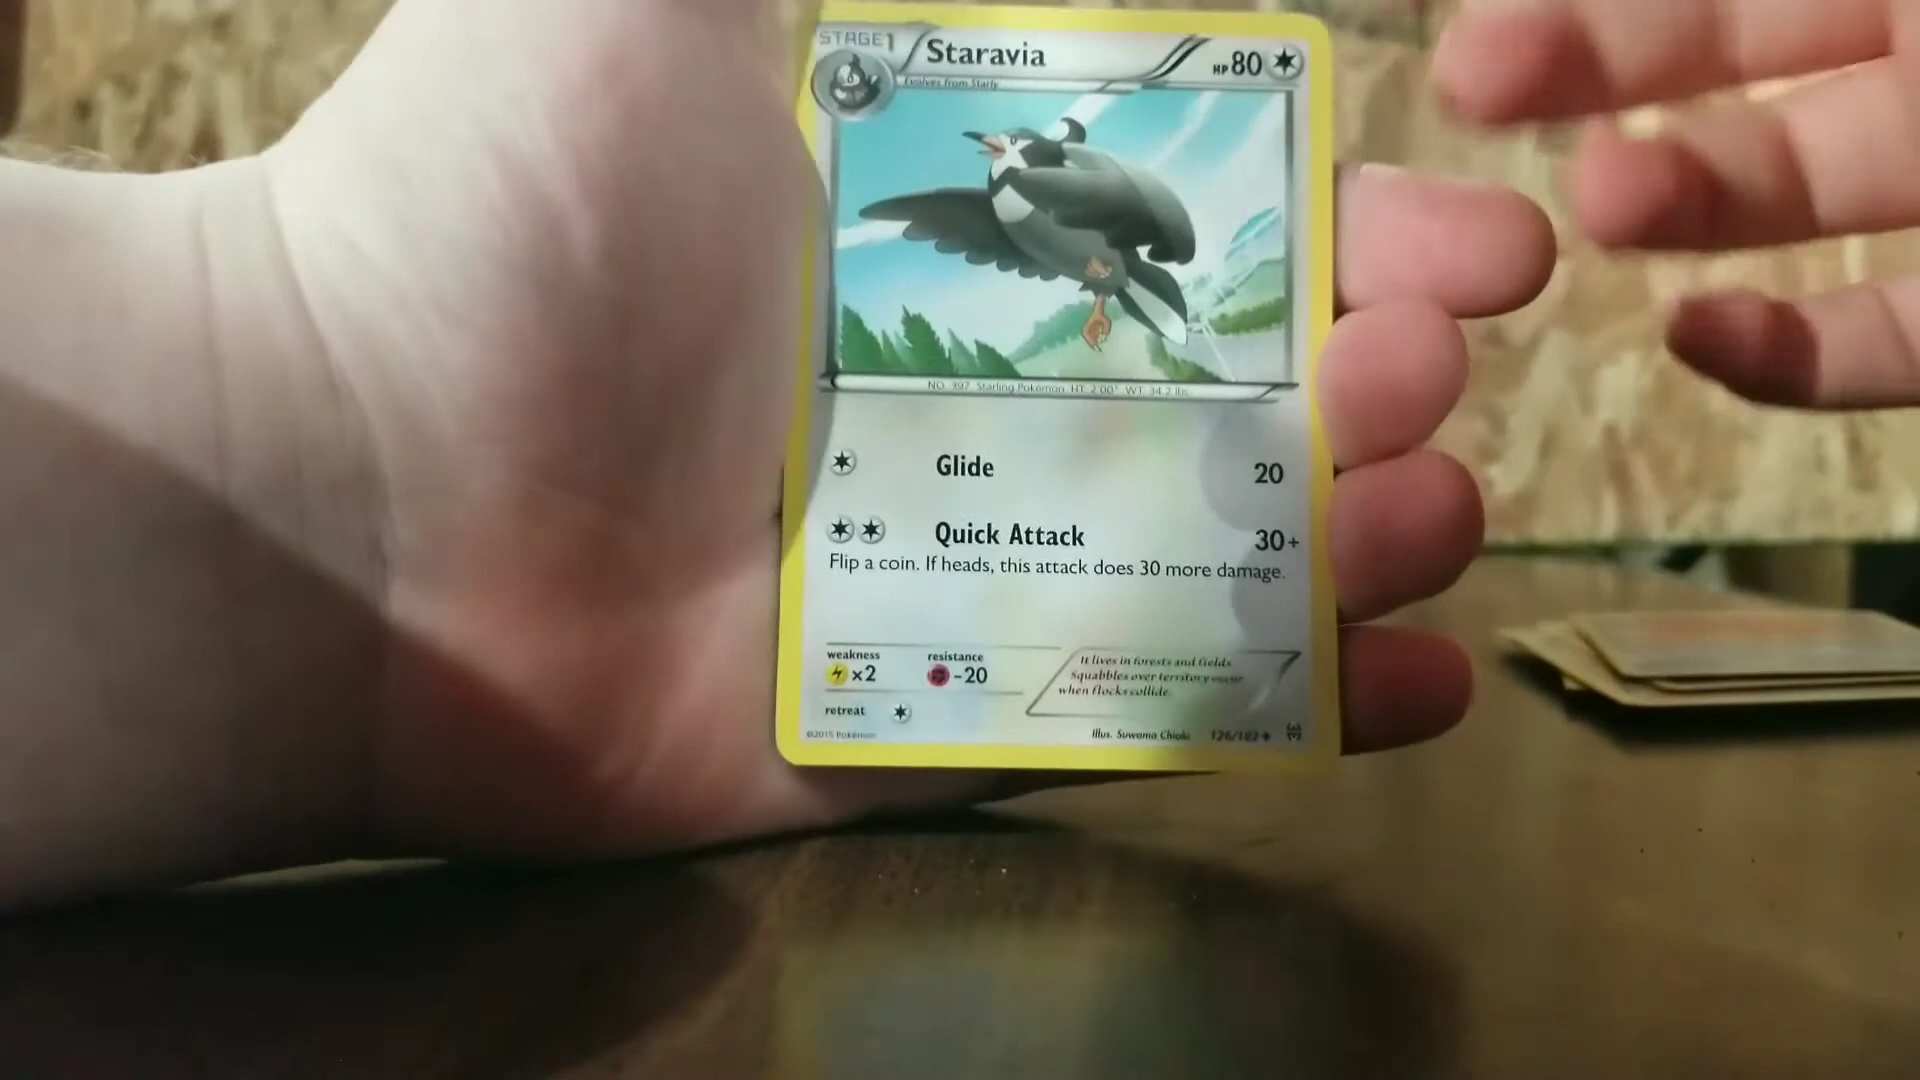 STAGE1
Staravia
HP80
Evolves from Starly
NO. 397 Starling Pokémon HT: 2'00" WT: 34.2 lbs.
Glide 20
Quick Attack 30+
Flip a coin. If heads, this attack does 30 more damage.
weakness resistance
×2 -20
It lives in forests and fields.
Squabbles over territory occur
when flocks collide.
retreat
©2015 Pokémon
Illus. Suwama Chiaki 126/162